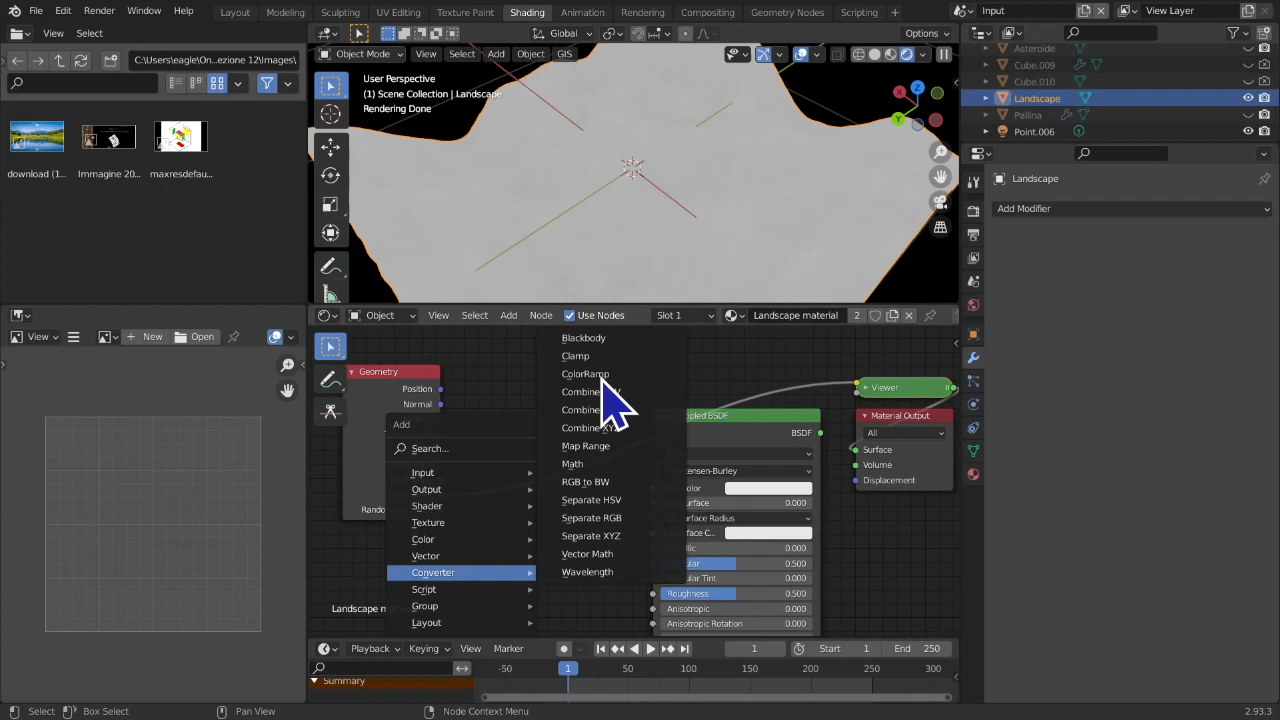 File Edit Render Window Help Layout Modeling Sculpting UV Editing Texture Paint Shading Animation Rendering Compositing Geometry Nodes Scripting + Input View Layer
View Select Global Options
C:\Users\eagle\On...ezione 12\Images\ Object Mode View Select Add Object GIS
download (1... Immagine 20... maxresdefau...
User Perspective
(1) Scene Collection | Landscape
Rendering Done
X Z Y
Asteroide
Cube.009
Cube.010
Landscape
Pallina
Point.006
Landscape
Add Modifier
View New Open
Object View Select Add Node Use Nodes Slot 1 Landscape material 2
Geometry
Position
Normal
Add
Search...
Input
Output
Shader
Texture
Color
Vector
Converter
Script
Group
Layout
Blackbody
Clamp
ColorRamp
Combine
Combine
Combine XYZ
Map Range
Math
RGB to BW
Separate HSV
Separate RGB
Separate XYZ
Vector Math
Wavelength
BSDF
BSDF
0.000
0.000
0.500
0.000
Roughness 0.500
Anisotropic 0.000
Anisotropic Rotation 0.000
Viewer
Material Output
All
Surface
Volume
Displacement
Playback Keying View Marker 1 Start 1 End 250
-50 1 50 100 150 200 250 300
Summary
Select Box Select Pan View Node Context Menu 2.93.3